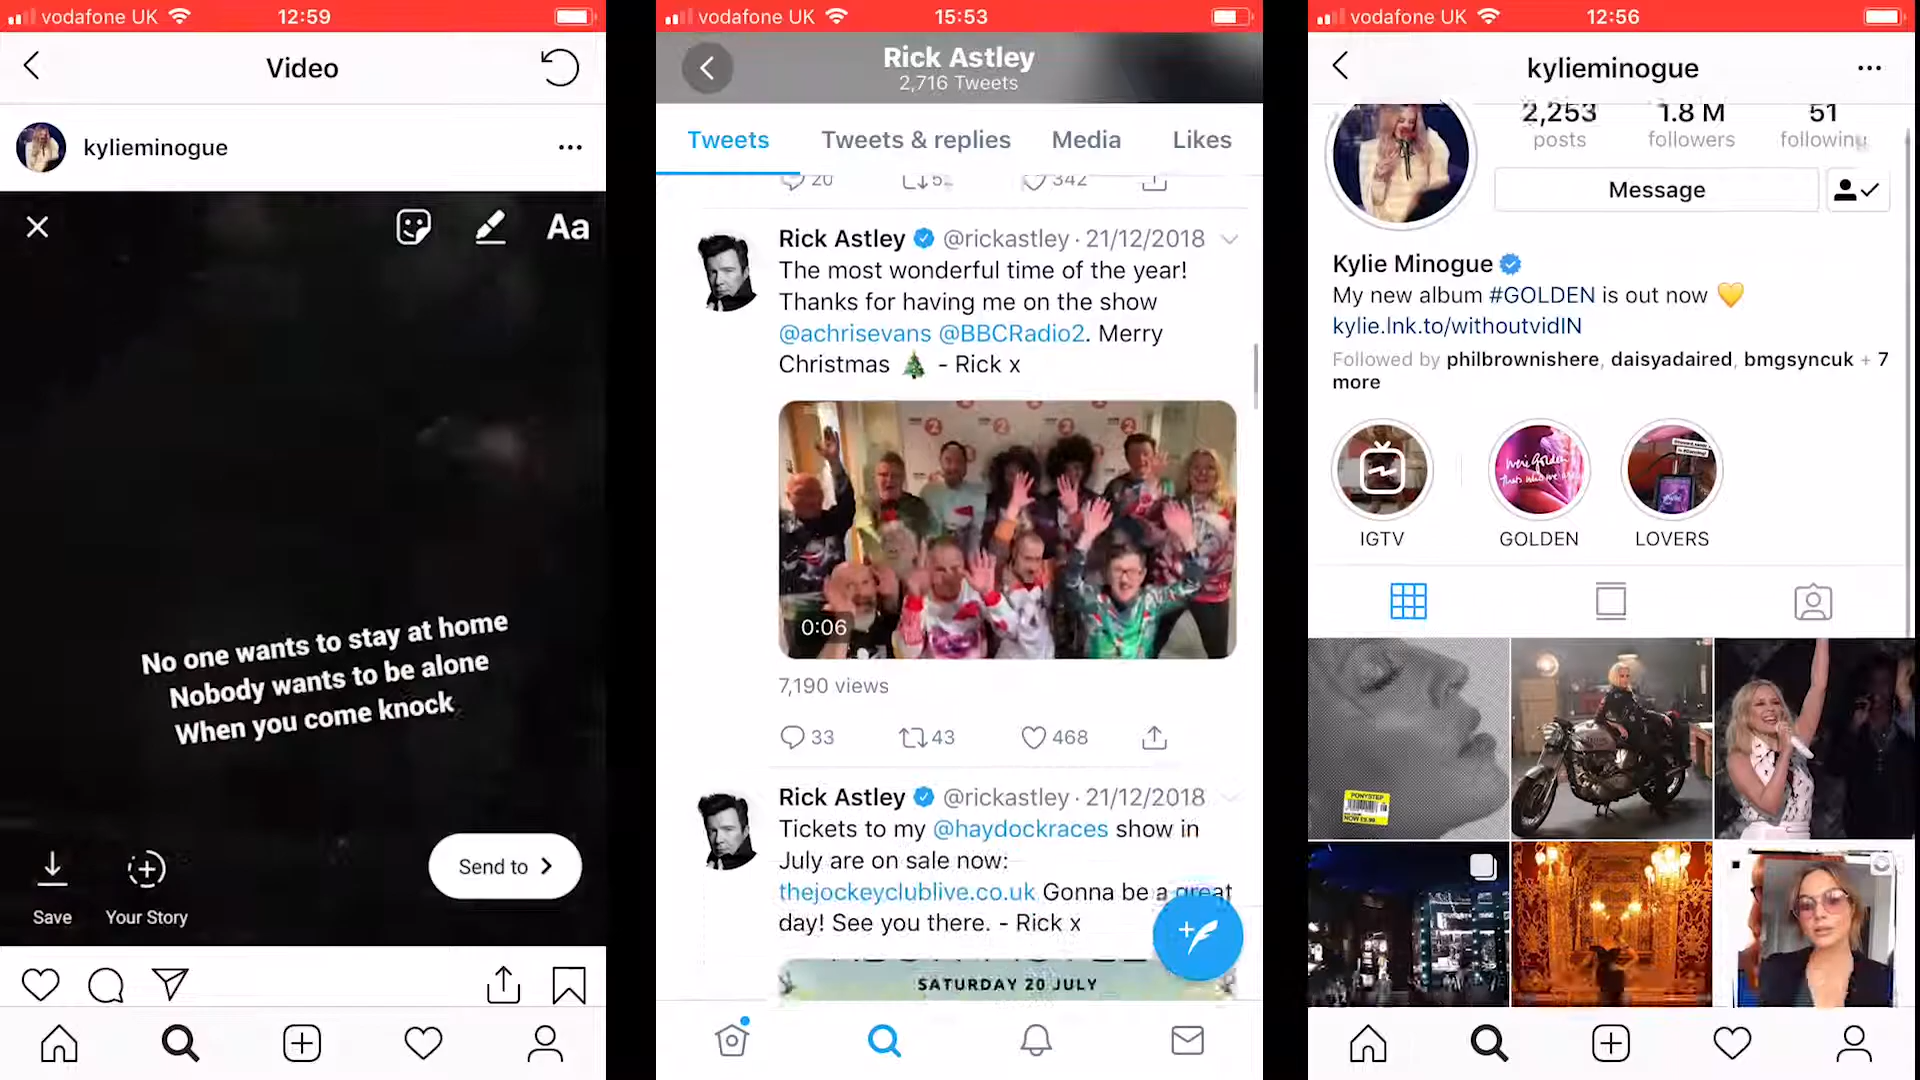 vodafone UK
12:59
Video
kylieminogue
Aa
No one wants to stay at home
Nobody wants to be alone
When you come knock
Send to
Save
Your Story
vodafone UK
15:53
Rick Astley
2,716 Tweets
Tweets
Tweets & replies
Media
Likes
20
342
Rick Astley @rickastley · 21/12/2018
The most wonderful time of the year!
Thanks for having me on the show
@achrisevans @BBCRadio2. Merry
Christmas 🎄 - Rick x
0:06
7,190 views
33
43
468
Rick Astley @rickastley · 21/12/2018
Tickets to my @haydockraces show in
July are on sale now:
thejockeyclublive.co.uk Gonna be a great
day! See you there. - Rick x
SATURDAY 20 JULY
vodafone UK
12:56
kylieminogue
2,253
1.8 M
51
posts
followers
following
Message
Kylie Minogue
My new album #GOLDEN is out now 💛
kylie.lnk.to/withoutvidIN
Followed by philbrownishere, daisyadaired, bmgsyncuk + 7
more
IGTV
GOLDEN
LOVERS
PONYSTEP